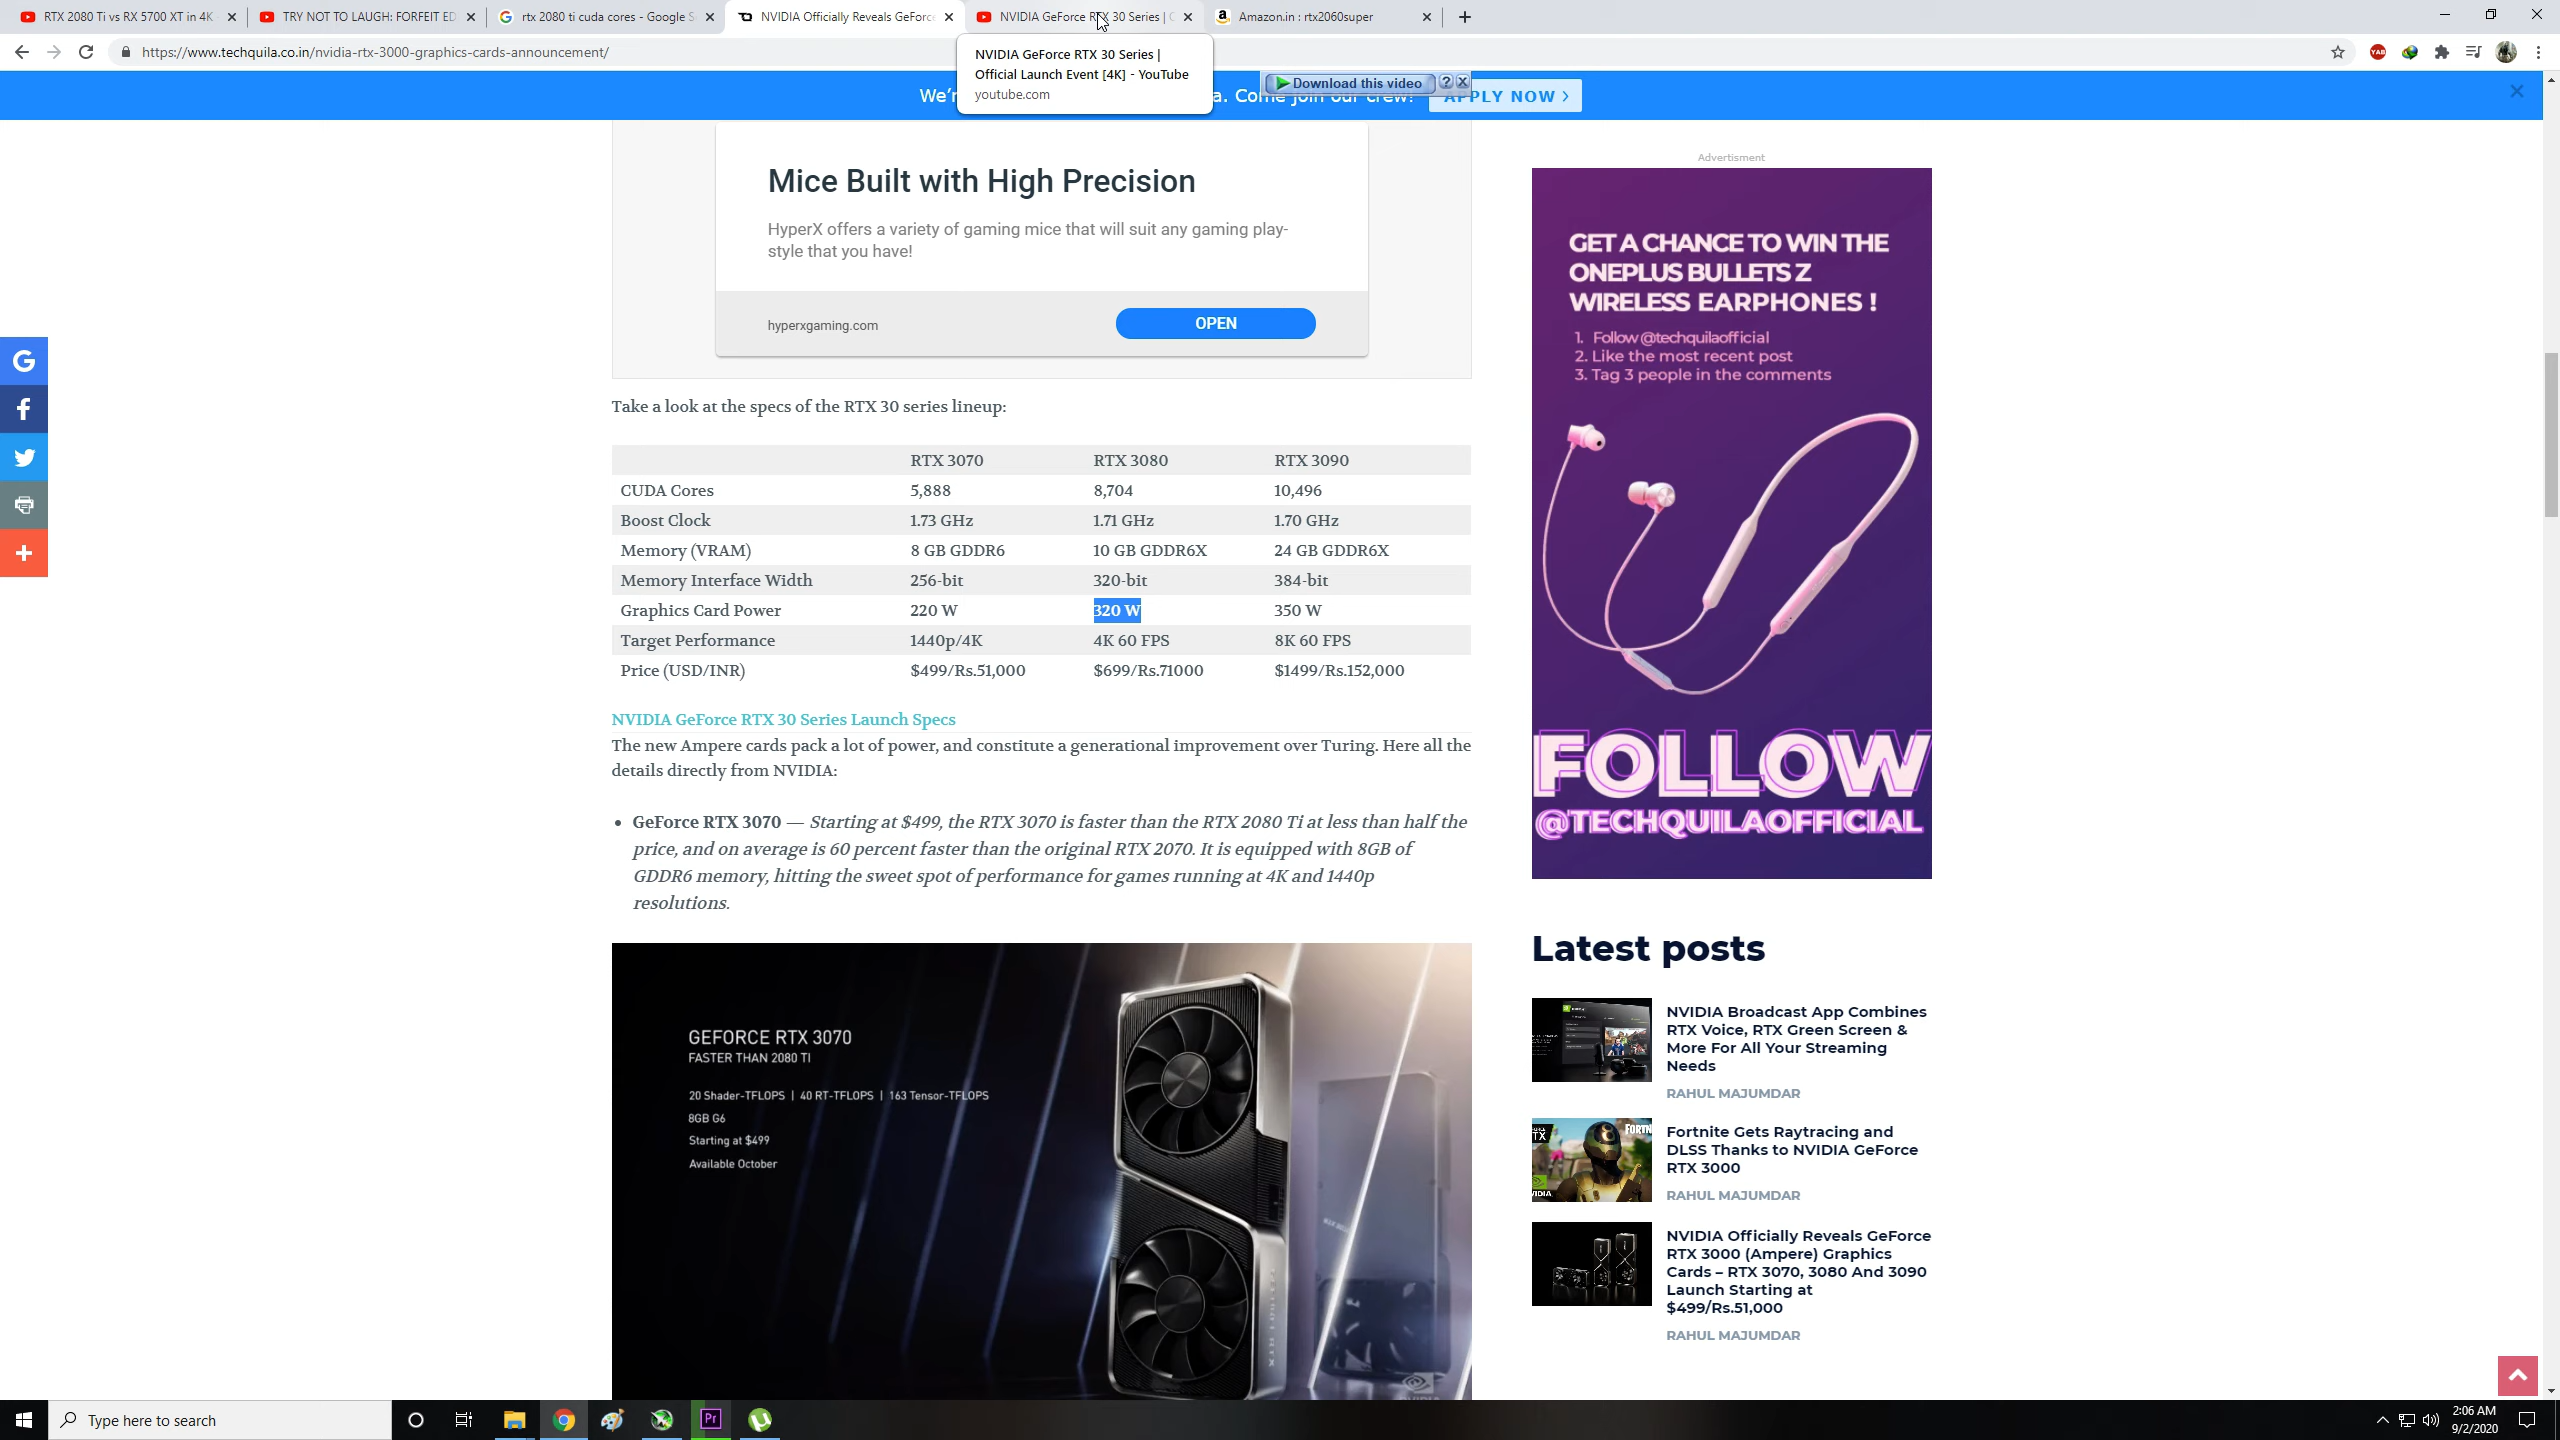 RTX 2080 Ti vs RX 5700 XT in 4K
TRY NOT TO LAUGH: FORFEIT ED
rtx 2080 ti cuda cores - Google S
NVIDIA Officially Reveals GeForce
NVIDIA GeForce RTX 30 Series |
Amazon.in : rtx2060super
https://www.techquila.co.in/nvidia-rtx-3000-graphics-cards-announcement/
NVIDIA GeForce RTX 30 Series |
Official Launch Event [4K] - YouTube
youtube.com
Download this video
We'r
a. Come join our crew!
APPLY NOW
Mice Built with High Precision
HyperX offers a variety of gaming mice that will suit any gaming play-
style that you have!
hyperxgaming.com
OPEN
Take a look at the specs of the RTX 30 series lineup:
RTX 3070 RTX 3080 RTX 3090
CUDA Cores 5,888 8,704 10,496
Boost Clock 1.73 GHz 1.71 GHz 1.70 GHz
Memory (VRAM) 8 GB GDDR6 10 GB GDDR6X 24 GB GDDR6X
Memory Interface Width 256-bit 320-bit 384-bit
Graphics Card Power 220 W 320 W 350 W
Target Performance 1440p/4K 4K 60 FPS 8K 60 FPS
Price (USD/INR) $499/Rs.51,000 $699/Rs.71000 $1499/Rs.152,000
NVIDIA GeForce RTX 30 Series Launch Specs
The new Ampere cards pack a lot of power, and constitute a generational improvement over Turing. Here all the
details directly from NVIDIA:
GeForce RTX 3070 — Starting at $499, the RTX 3070 is faster than the RTX 2080 Ti at less than half the
price, and on average is 60 percent faster than the original RTX 2070. It is equipped with 8GB of
GDDR6 memory, hitting the sweet spot of performance for games running at 4K and 1440p
resolutions.
GEFORCE RTX 3070
FASTER THAN 2080 TI
20 Shader-TFLOPS | 40 RT-TFLOPS | 163 Tensor-TFLOPS
8GB G6
Starting at $499
Available October
Advertisment
GET A CHANCE TO WIN THE
ONEPLUS BULLETS Z
WIRELESS EARPHONES !
1. Follow @techquilaofficial
2. Like the most recent post
3. Tag 3 people in the comments
FOLLOW
@TECHQUILAOFFICIAL
Latest posts
NVIDIA Broadcast App Combines
RTX Voice, RTX Green Screen &
More For All Your Streaming
Needs
RAHUL MAJUMDAR
Fortnite Gets Raytracing and
DLSS Thanks to NVIDIA GeForce
RTX 3000
RAHUL MAJUMDAR
NVIDIA Officially Reveals GeForce
RTX 3000 (Ampere) Graphics
Cards – RTX 3070, 3080 And 3090
Launch Starting at
$499/Rs.51,000
RAHUL MAJUMDAR
Type here to search
Pr
2:06 AM
9/2/2020